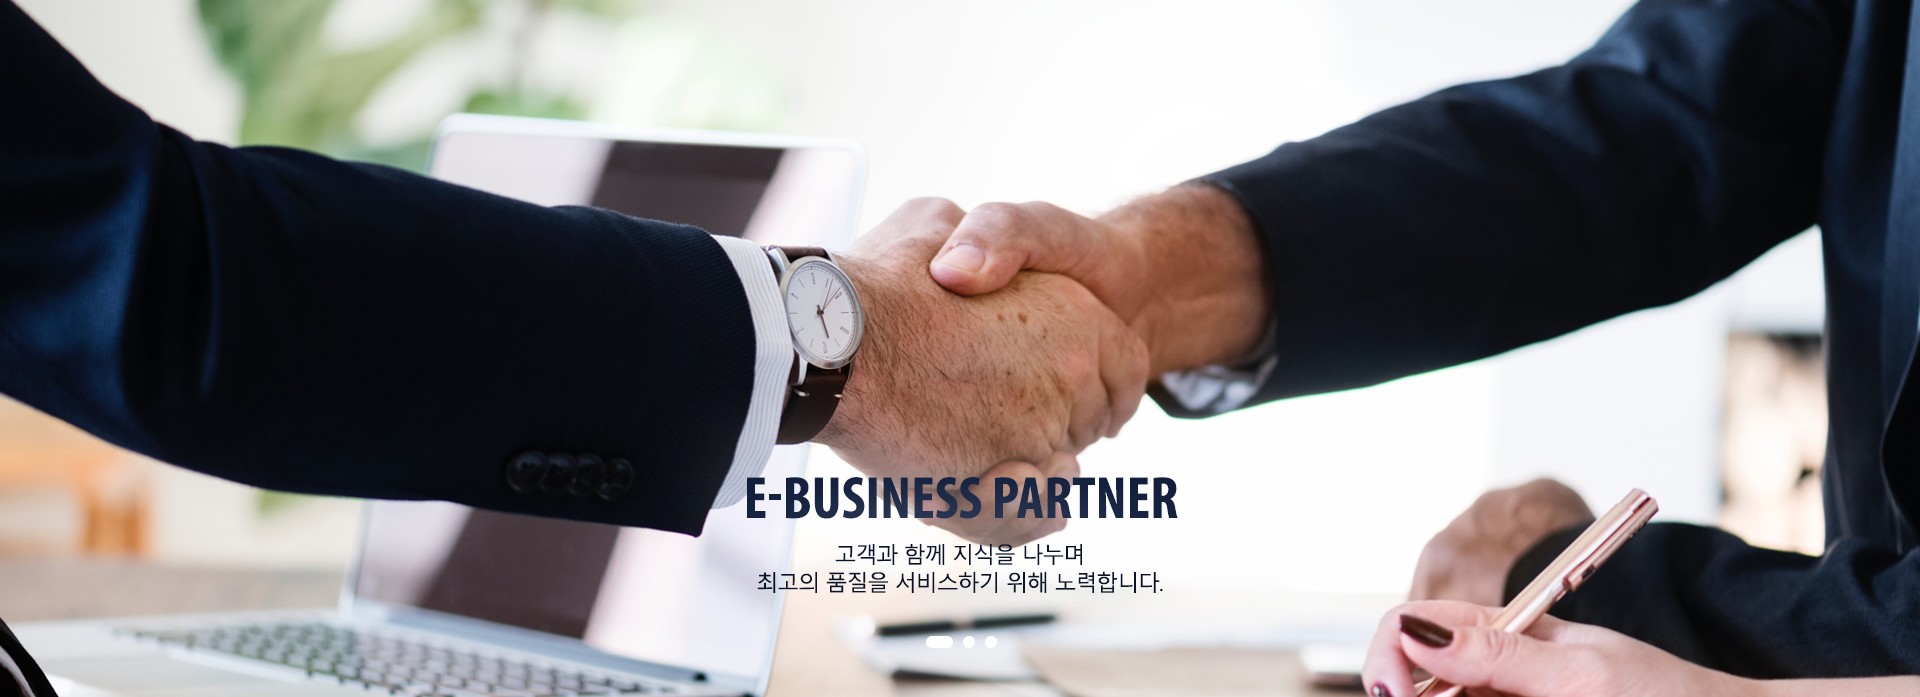 E-BUSINESS PARTNER
고객과 함께 지식을 나누며
최고의 품질을 서비스하기 위해 노력합니다.